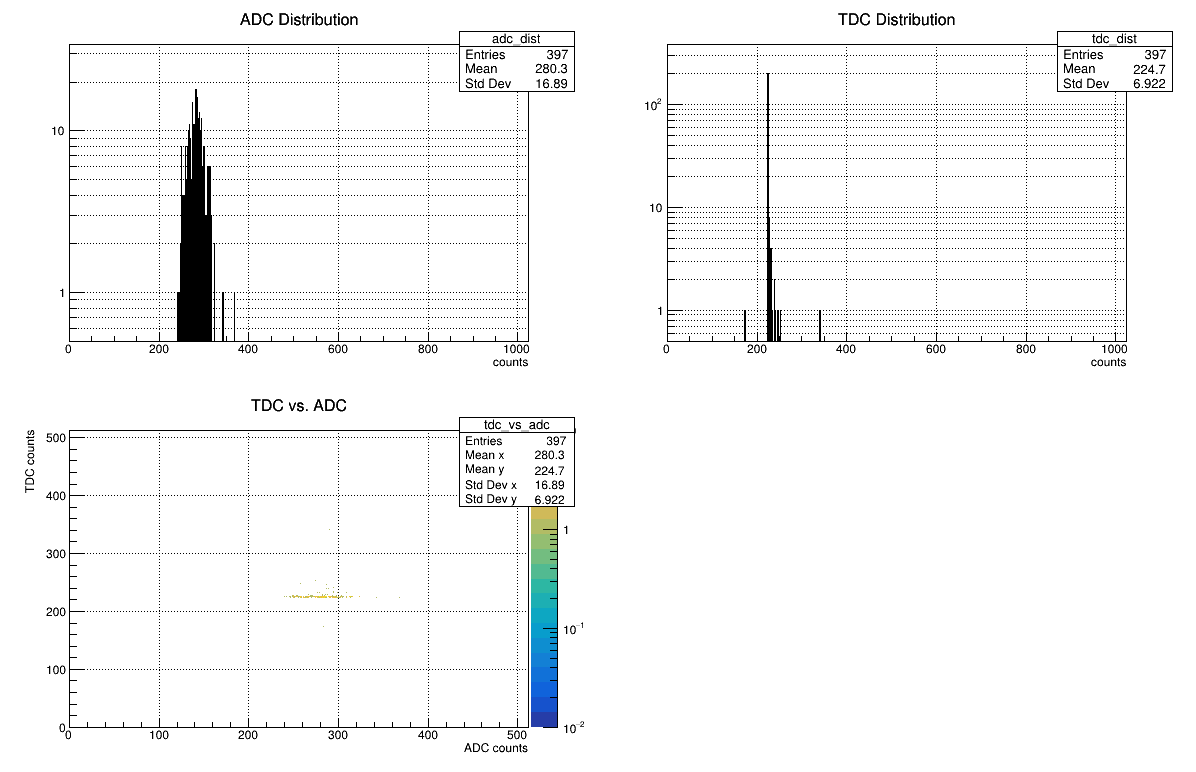 ADC Distribution
adc_dist
Entries 397
Mean 280.3
Std Dev 16.89
10
1
0 200 400 600 800 1000
counts
TDC Distribution
tdc_dist
Entries 397
Mean 224.7
Std Dev 6.922
10²
10
1
0 200 400 600 800 1000
counts
TDC vs. ADC
tdc_vs_adc
Entries 397
Mean x 280.3
Mean y 224.7
Std Dev x 16.89
Std Dev y 6.922
TDC counts
500
400
300
200
100
0
0 100 200 300 400 500
ADC counts
1
10⁻¹
10⁻²